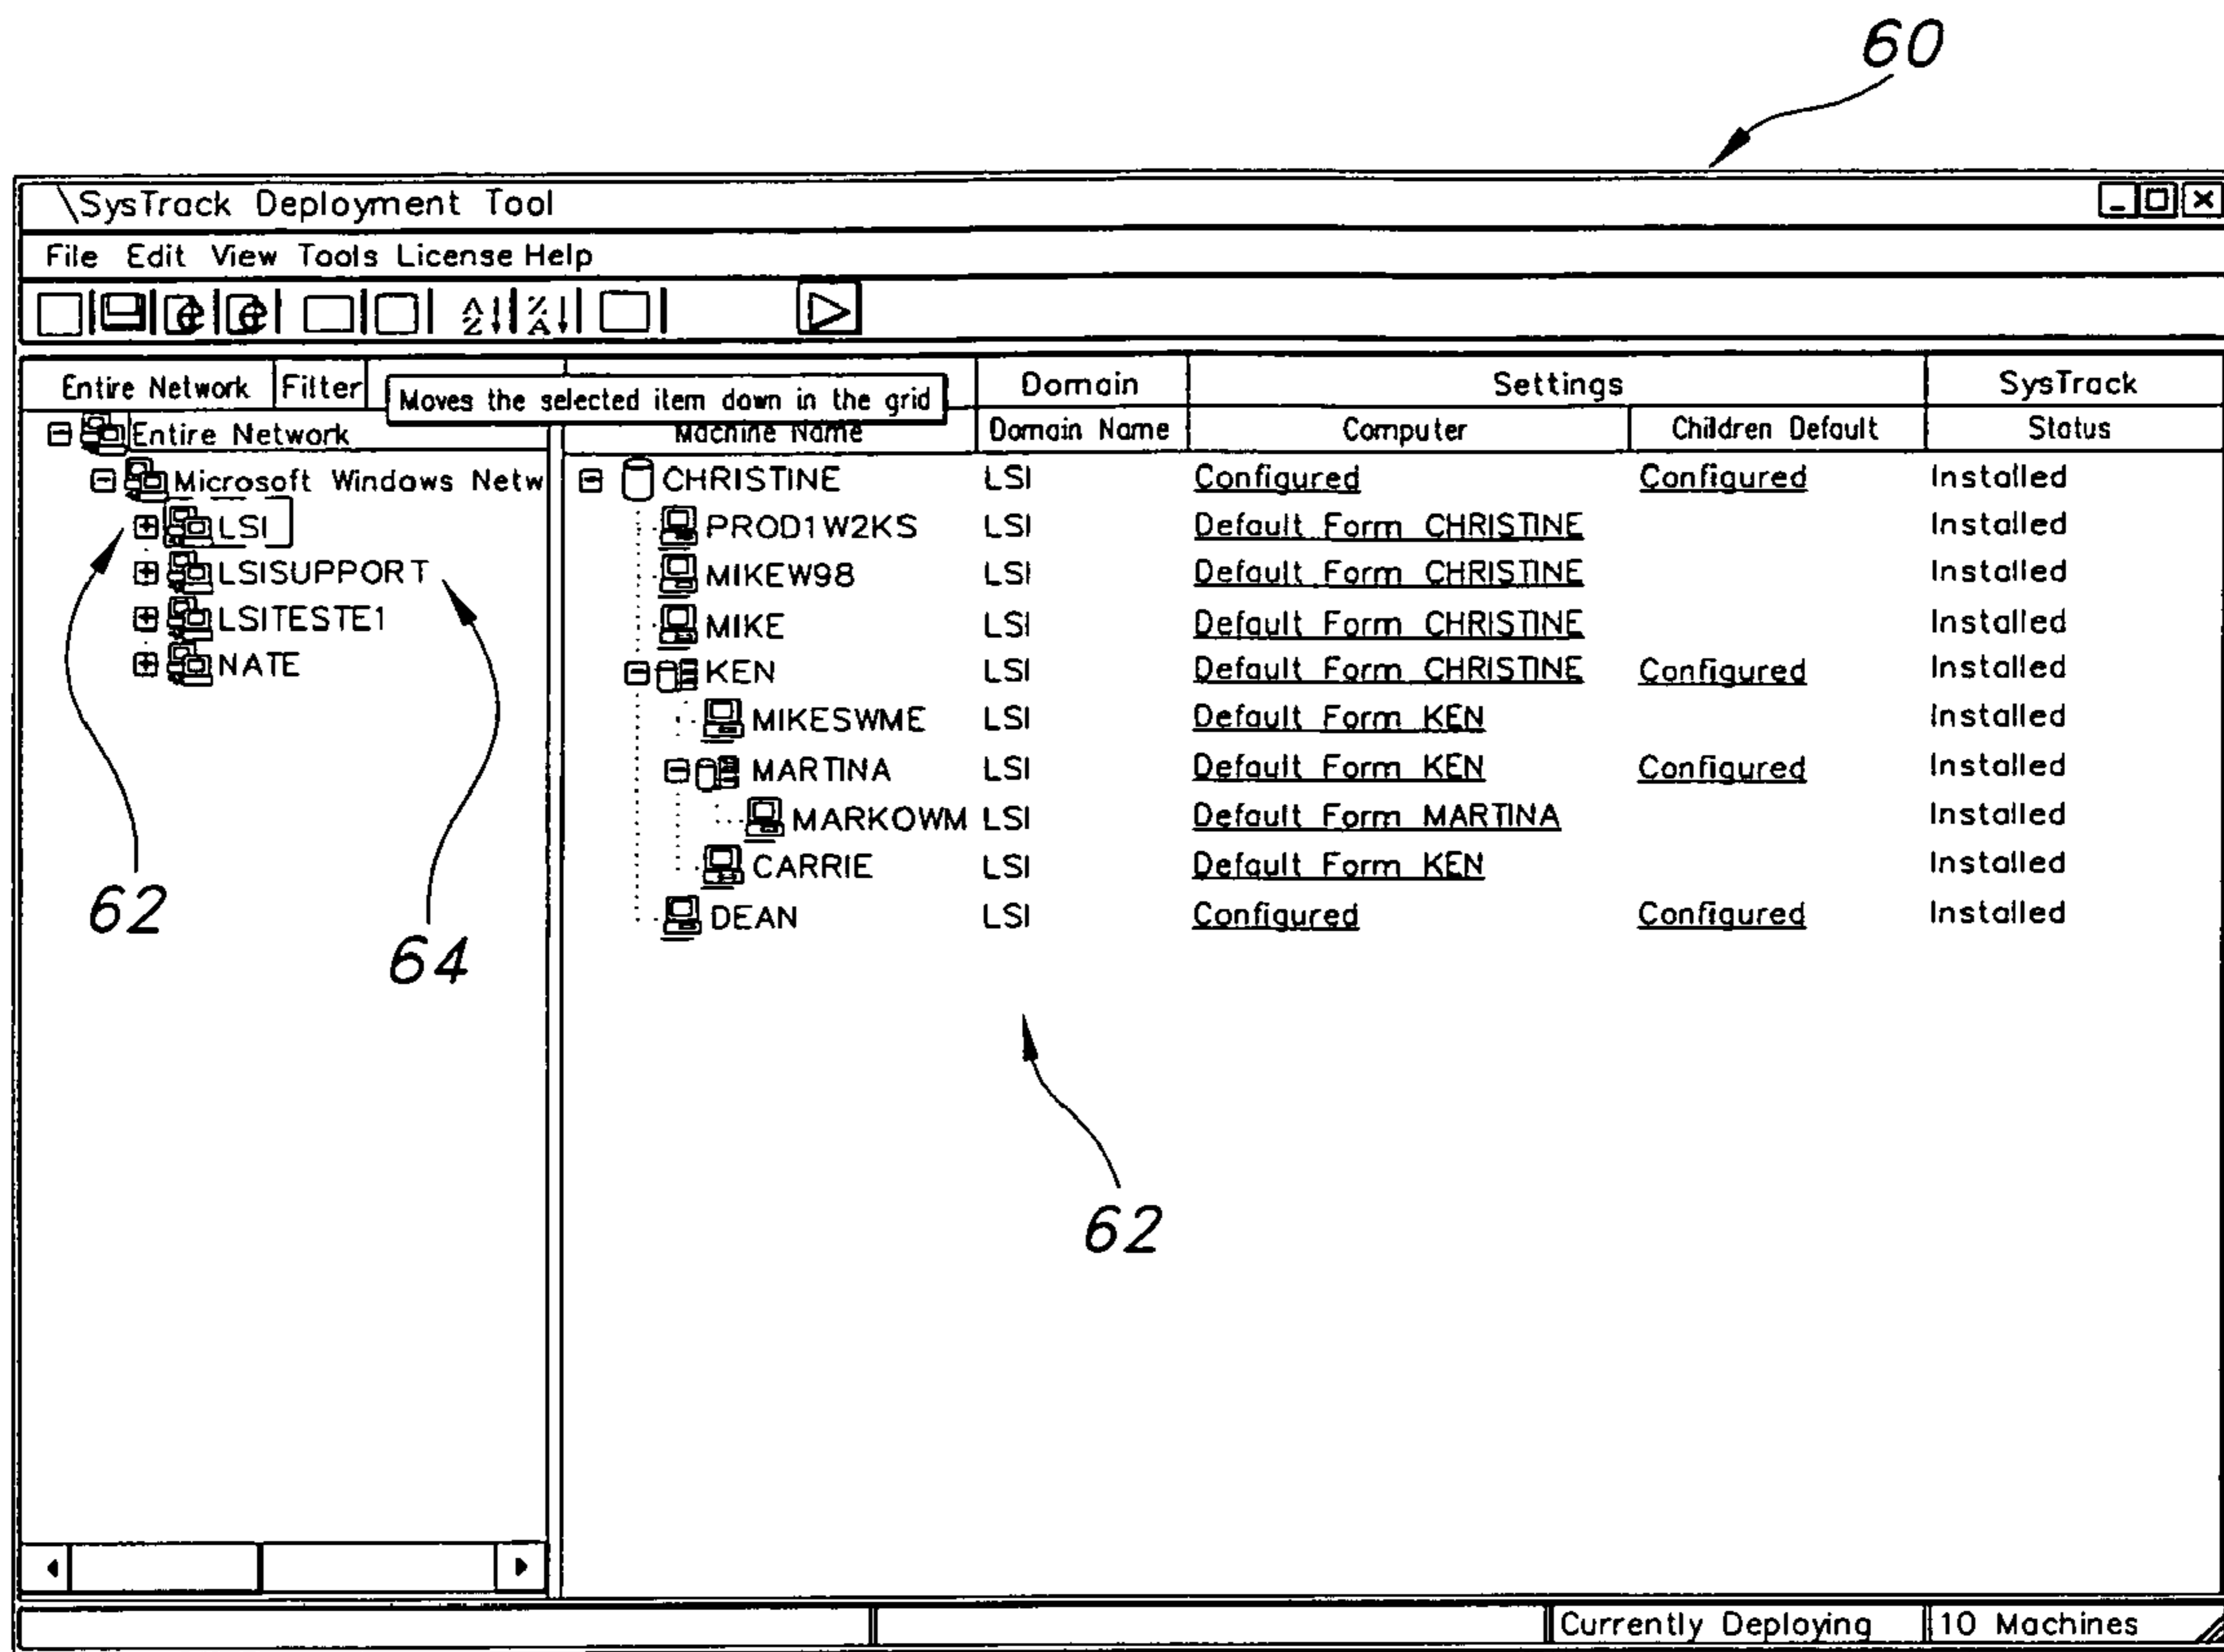 60
\SysTrack Deployment Tool
File Edit View Tools License Help
Entire Network Filter
Moves the selected item down in the grid
Domain Settings SysTrack
Machine Name Domain Name Computer Children Default Status
Entire Network
Microsoft Windows Netw
LSI
LSISUPPORT
LSITESTE1
NATE
CHRISTINE LSI Configured Configured Installed
PROD1W2KS LSI Default Form CHRISTINE Installed
MIKEW98 LSI Default Form CHRISTINE Installed
MIKE LSI Default Form CHRISTINE Installed
KEN LSI Default Form CHRISTINE Configured Installed
MIKESWME LSI Default Form KEN Installed
MARTINA LSI Default Form KEN Configured Installed
MARKOWM LSI Default Form MARTINA Installed
CARRIE LSI Default Form KEN Installed
DEAN LSI Configured Configured Installed
62
64
62
Currently Deploying 10 Machines